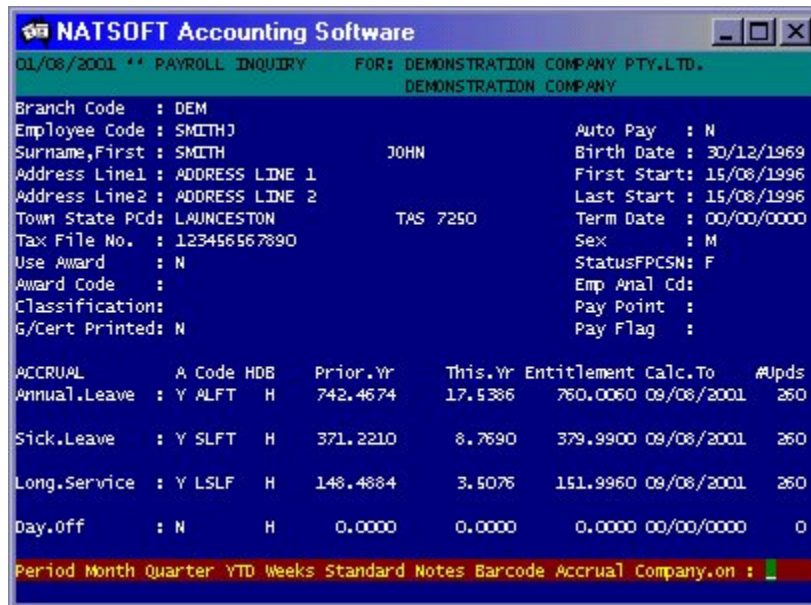 NATSOFT Accounting Software
01/08/2001 ** PAYROLL INQUIRY FOR: DEMONSTRATION COMPANY PTY.LTD.
DEMONSTRATION COMPANY
Branch Code : DEM
Employee Code : SMITHJ Auto Pay : N
Surname,First : SMITH JOHN Birth Date : 30/12/1969
Address Line1 : ADDRESS LINE 1 First Start: 15/08/1996
Address Line2 : ADDRESS LINE 2 Last Start : 15/08/1996
Town State PCd: LAUNCESTON TAS 7250 Term Date : 00/00/0000
Tax File No. : 123456567890 Sex : M
Use Award : N StatusFPCSN: F
Award Code : Emp Anal Cd:
Classification: Pay Point :
G/Cert Printed: N Pay Flag :
ACCRUAL A Code HDB Prior.Yr This.Yr Entitlement Calc.To #Upds
Annual.Leave : Y ALFT H 742.4674 17.5386 760.0060 09/08/2001 260
Sick.Leave : Y SLFT H 371.2210 8.7690 379.9900 09/08/2001 260
Long.Service : Y LSLF H 148.4884 3.5076 151.9960 09/08/2001 260
Day.Off : N H 0.0000 0.0000 0.0000 00/00/0000 0
Period Month Quarter YTD Weeks Standard Notes Barcode Accrual Company.on :